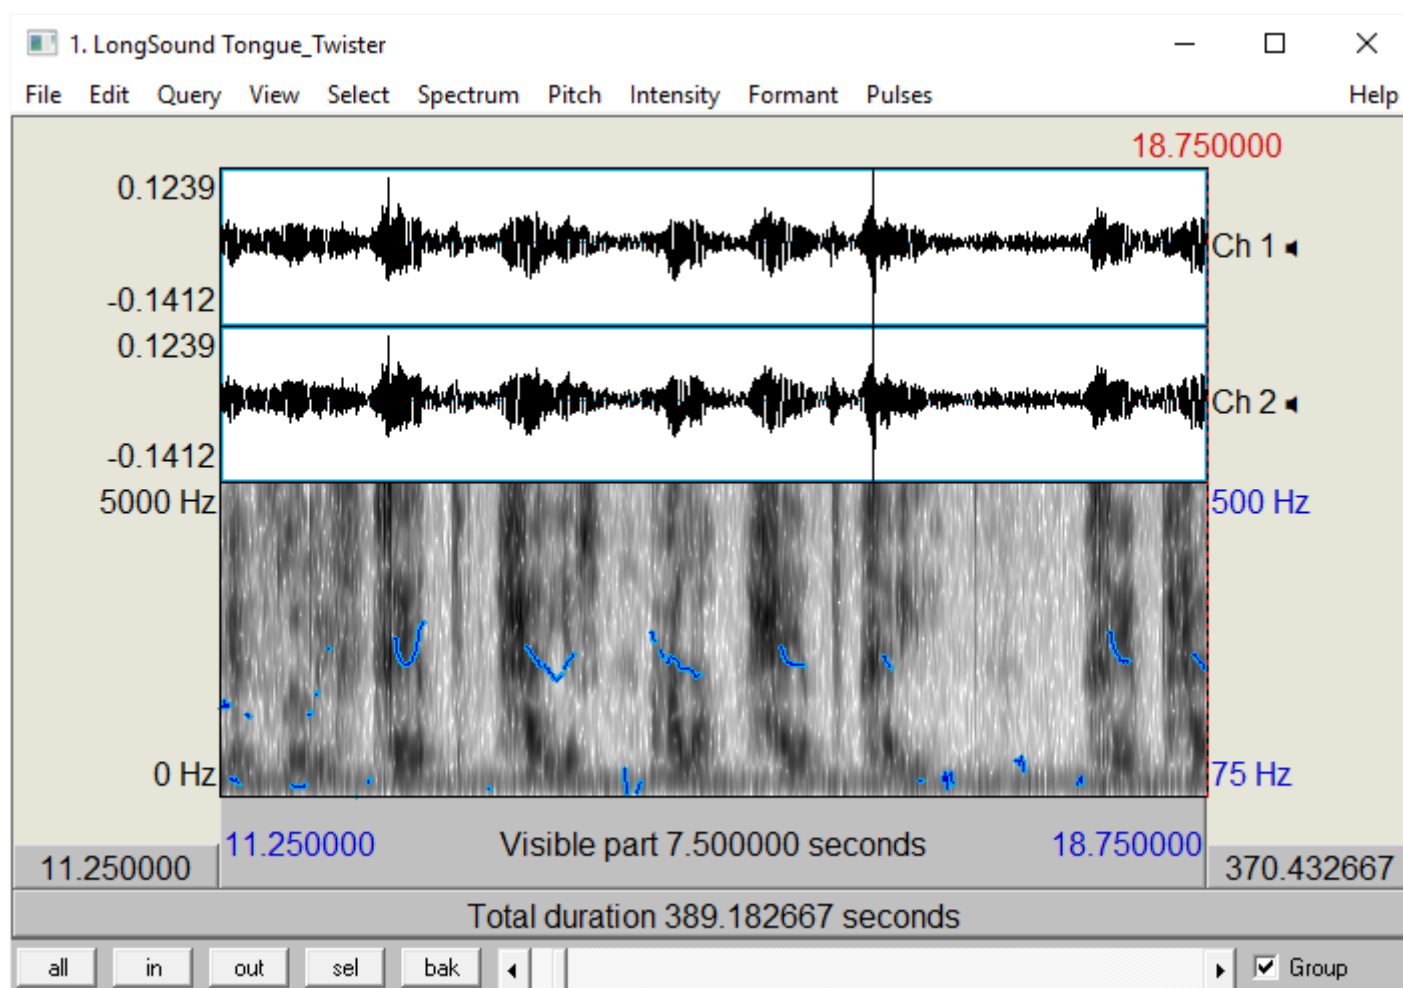 1. LongSound Tongue_Twister
File Edit Query View Select Spectrum Pitch Intensity Formant Pulses Help
18.750000
0.1239
Ch 1
-0.1412
0.1239
Ch 2
-0.1412
5000 Hz 500 Hz
0 Hz 75 Hz
11.250000 Visible part 7.500000 seconds 18.750000
11.250000 370.432667
Total duration 389.182667 seconds
all in out sel bak Group